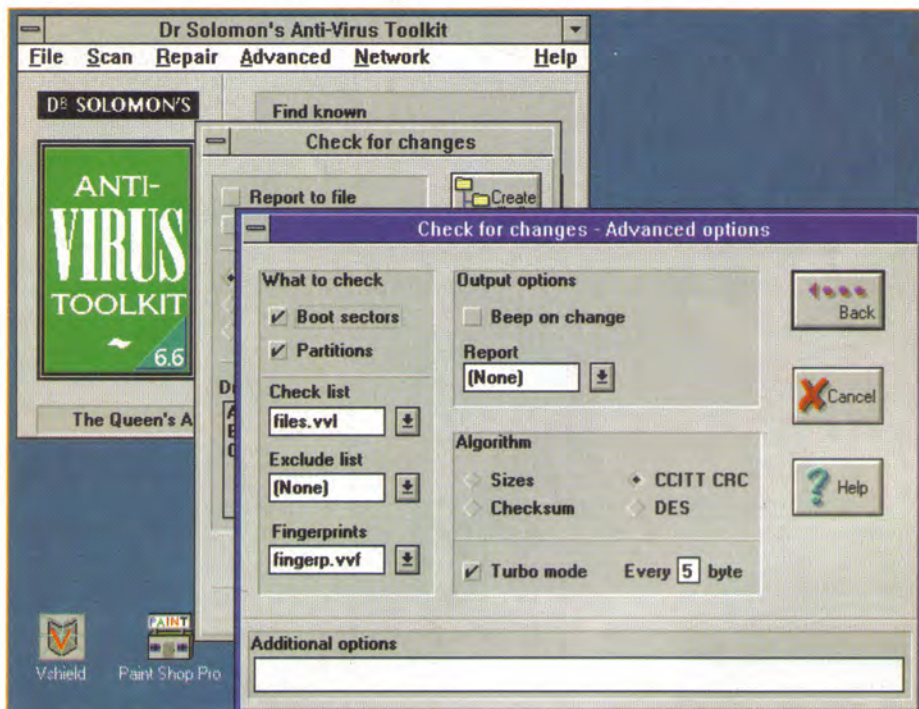 Dr Solomon's Anti-Virus Toolkit
File Scan Repair Advanced Network Help
DR SOLOMON'S
Find known
Check for changes
ANTI-
VIRUS
TOOLKIT
6.6
Report to file
Create
Check for changes - Advanced options
What to check
Boot sectors
Partitions
Check list
files.vvl
Exclude list
(None)
Fingerprints
fingerp.vvf
Output options
Beep on change
Report
(None)
Algorithm
Sizes
CCITT CRC
Checksum
DES
Turbo mode Every 5 byte
Back
Cancel
Help
Additional options
The Queen's A
Vshield
PAINT
Paint Shop Pro